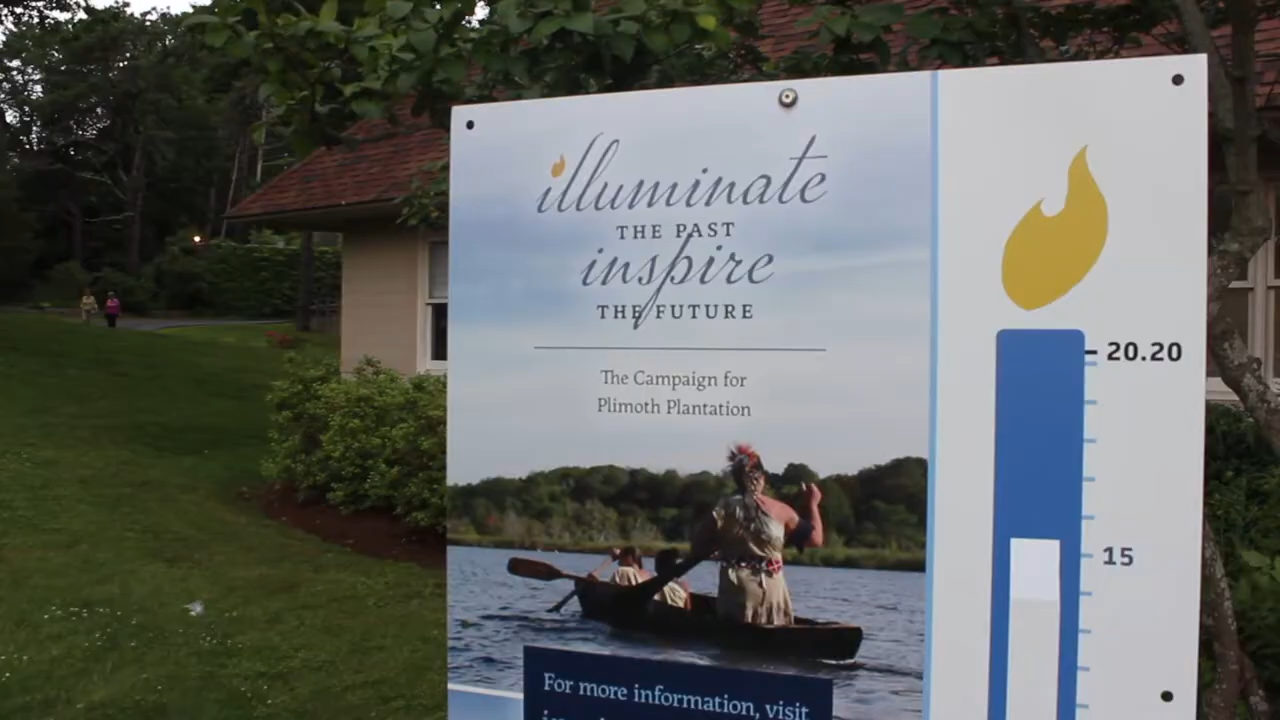 illuminate
THE PAST
inspire
THE FUTURE
The Campaign for
Plimoth Plantation
20.20
15
For more information, visit